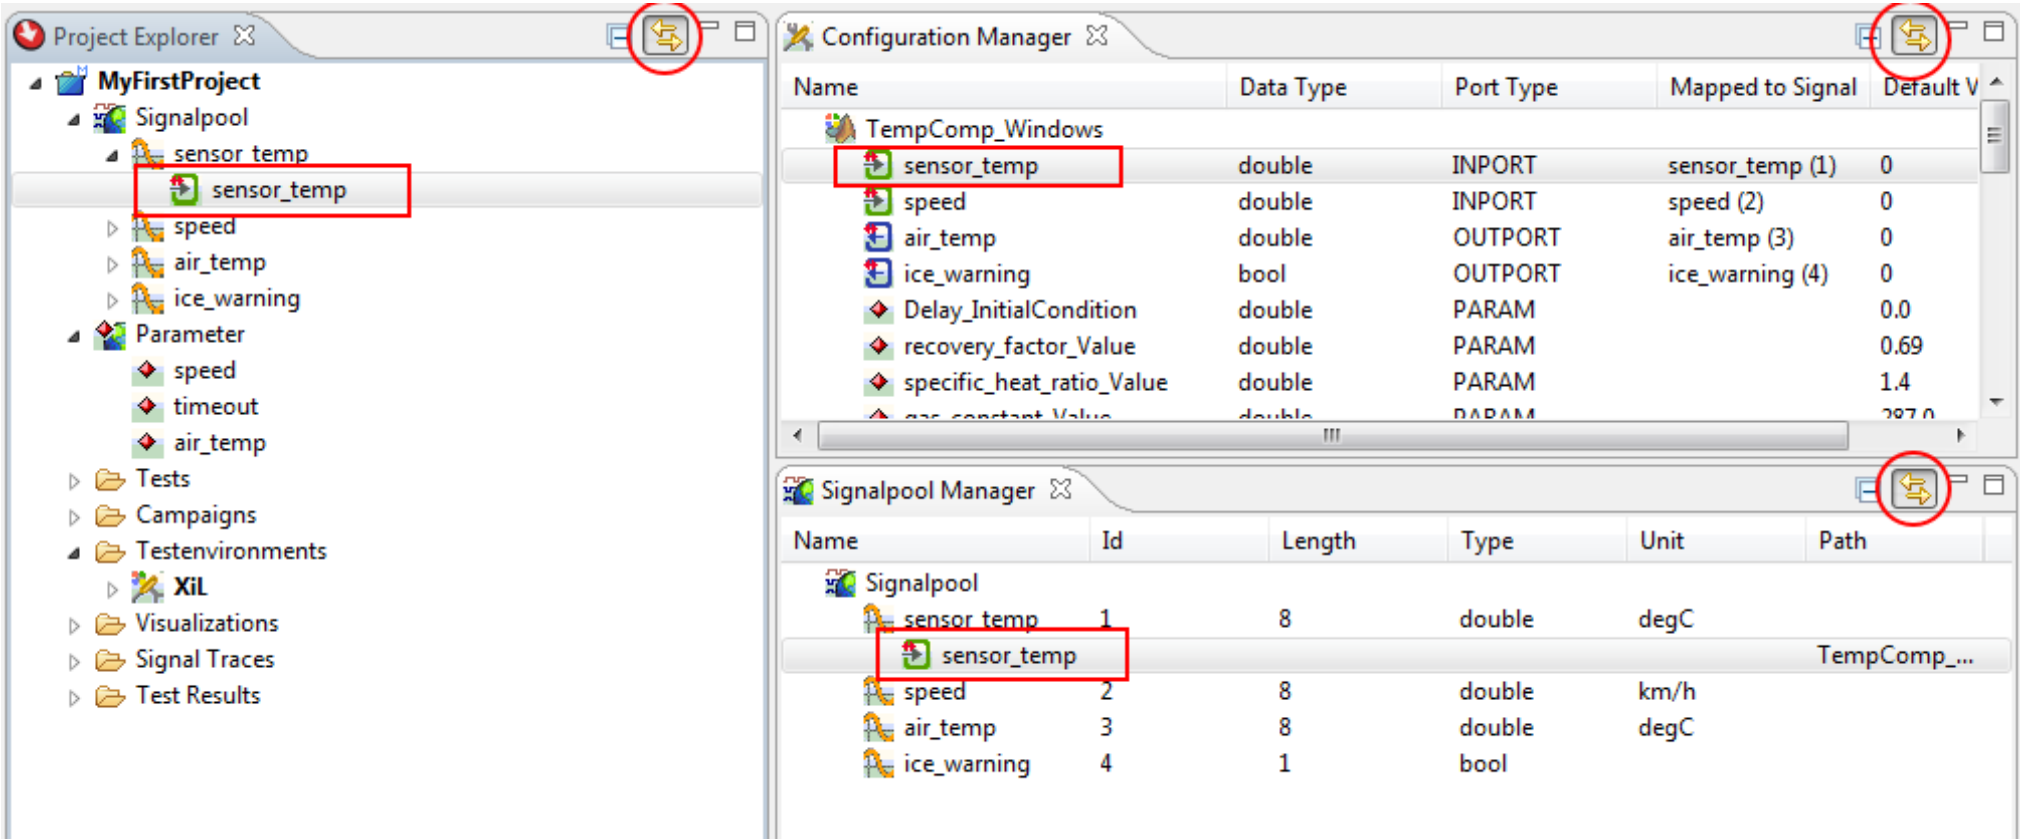 Project Explorer
MyFirstProject
Signalpool
sensor_temp
sensor_temp
speed
air_temp
ice_warning
Parameter
speed
timeout
air_temp
Tests
Campaigns
Testenvironments
XiL
Visualizations
Signal Traces
Test Results
Configuration Manager
Name Data Type Port Type Mapped to Signal Default V
TempComp_Windows
sensor_temp double INPORT sensor_temp (1) 0
speed double INPORT speed (2) 0
air_temp double OUTPORT air_temp (3) 0
ice_warning bool OUTPORT ice_warning (4) 0
Delay_InitialCondition double PARAM 0.0
recovery_factor_Value double PARAM 0.69
specific_heat_ratio_Value double PARAM 1.4
gas_constant_Value double PARAM 287.0
Signalpool Manager
Name Id Length Type Unit Path
Signalpool
sensor_temp 1 8 double degC
sensor_temp TempComp_...
speed 2 8 double km/h
air_temp 3 8 double degC
ice_warning 4 1 bool